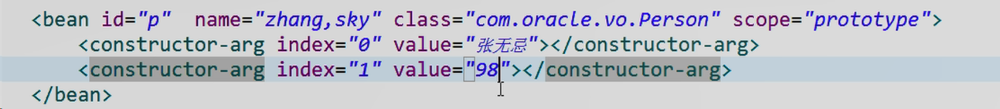 <bean id="p"  name="zhang,sky" class="com.oracle.vo.Person" scope="prototype">
<constructor-arg index="0" value="张无忌"></constructor-arg>
<constructor-arg index="1" value="98"></constructor-arg>
</bean>